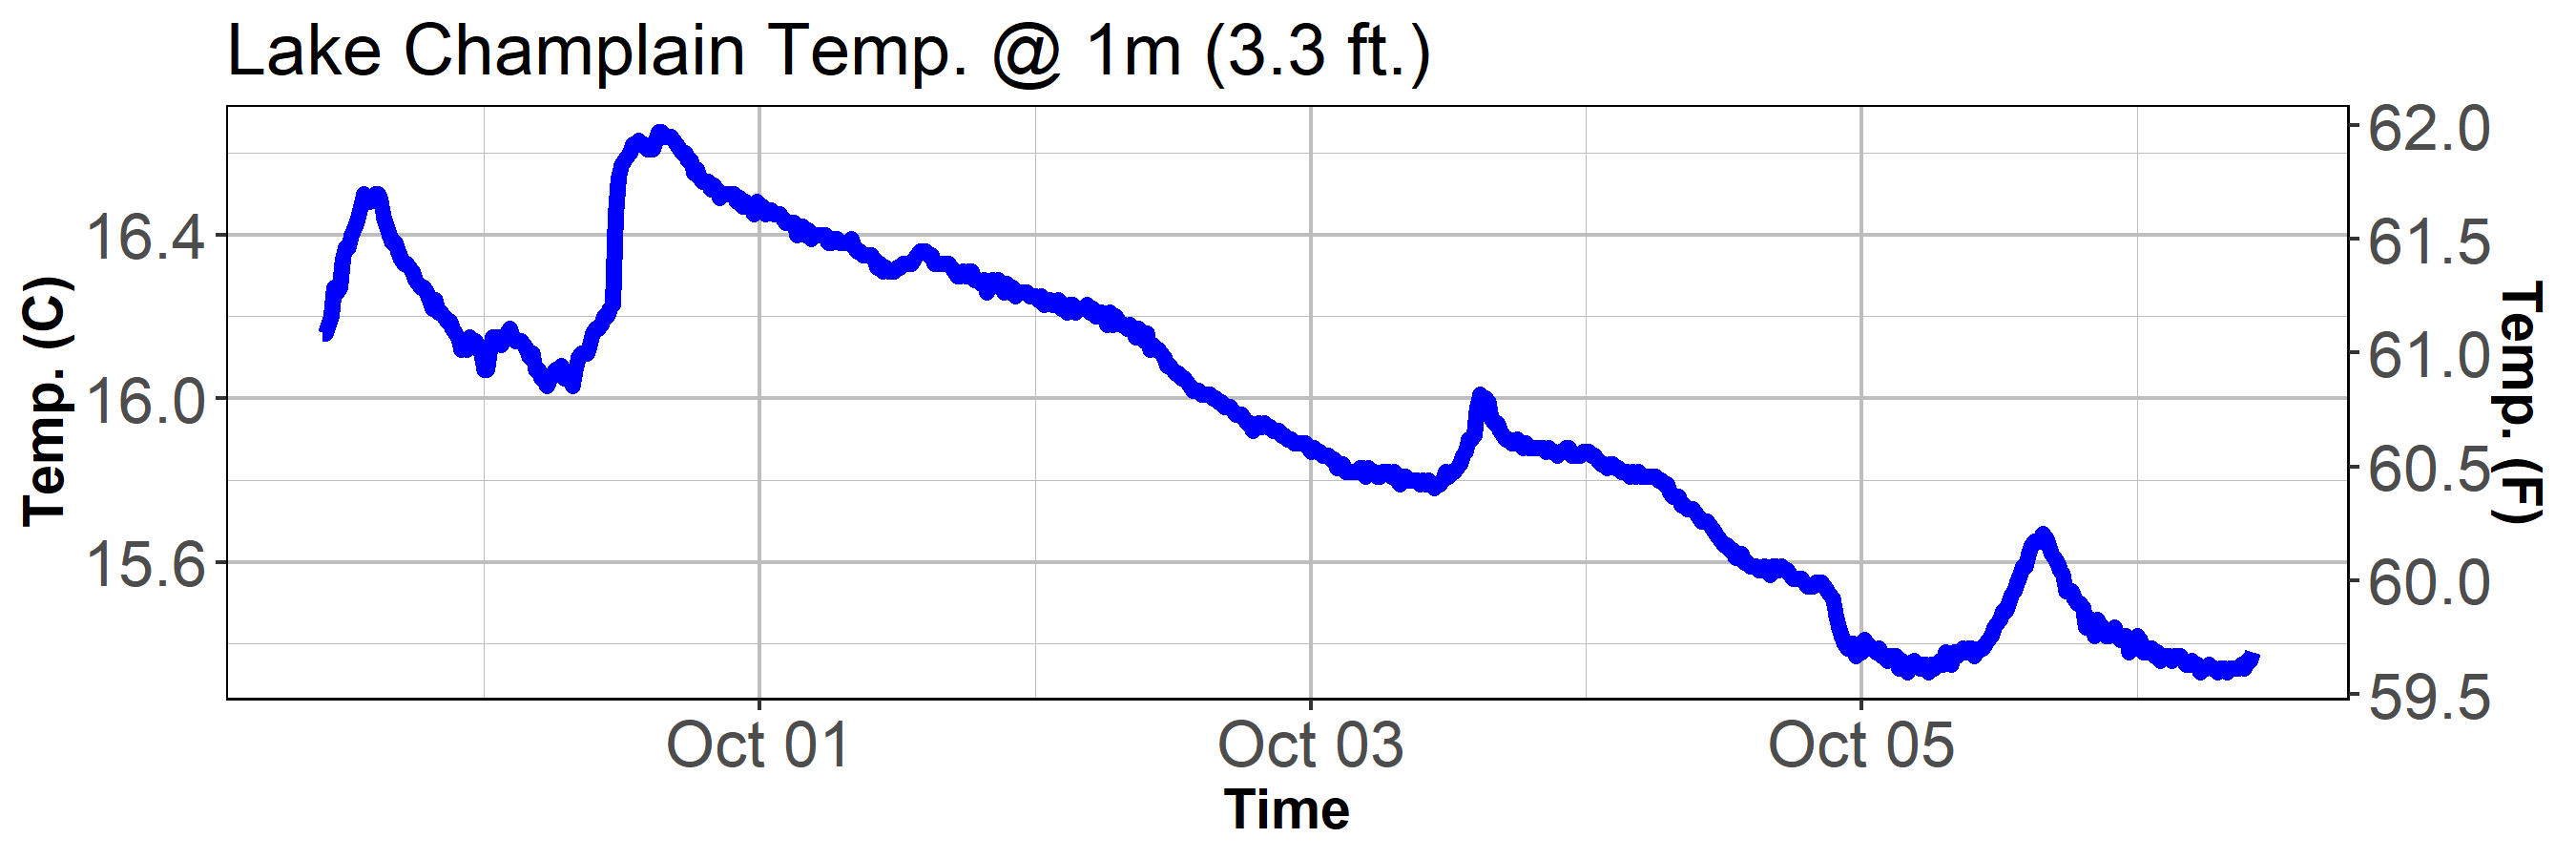 Lake Champlain Temp. @ 1m (3.3 ft.)
Temp. (C)
16.4
16.0
15.6
62.0
61.5
61.0
60.5
60.0
59.5
Temp. (F)
Oct 01 Oct 03 Oct 05
Time